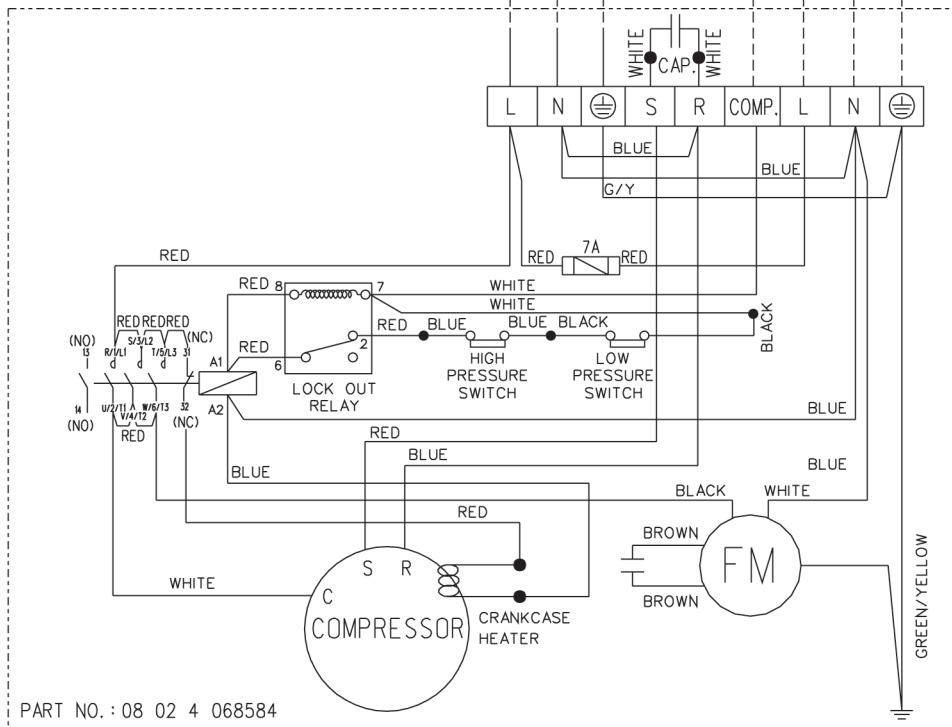 WHITE
WHITE
CAP.
L N S R COMP. L N
BLUE
BLUE
G/Y
RED
7A
RED RED
RED 8 7
WHITE
WHITE
BLACK
RED RED RED (NC)
S/3/L2
(NO)
13 R/1/L1 T/5/L3 31
RED
A1
6
2
RED BLUE BLUE BLACK
HIGH
PRESSURE
SWITCH
LOW
PRESSURE
SWITCH
LOCK OUT
RELAY
A2
14 U/2/T1 W/6/T3 32
V/4/T2
(NO) (NC)
RED
BLUE
RED
BLUE
BLUE
BLUE
BLACK WHITE
RED
BROWN
FM
BROWN
WHITE
S R
C
COMPRESSOR
CRANKCASE
HEATER
GREEN/YELLOW
PART NO.:08 02 4 068584